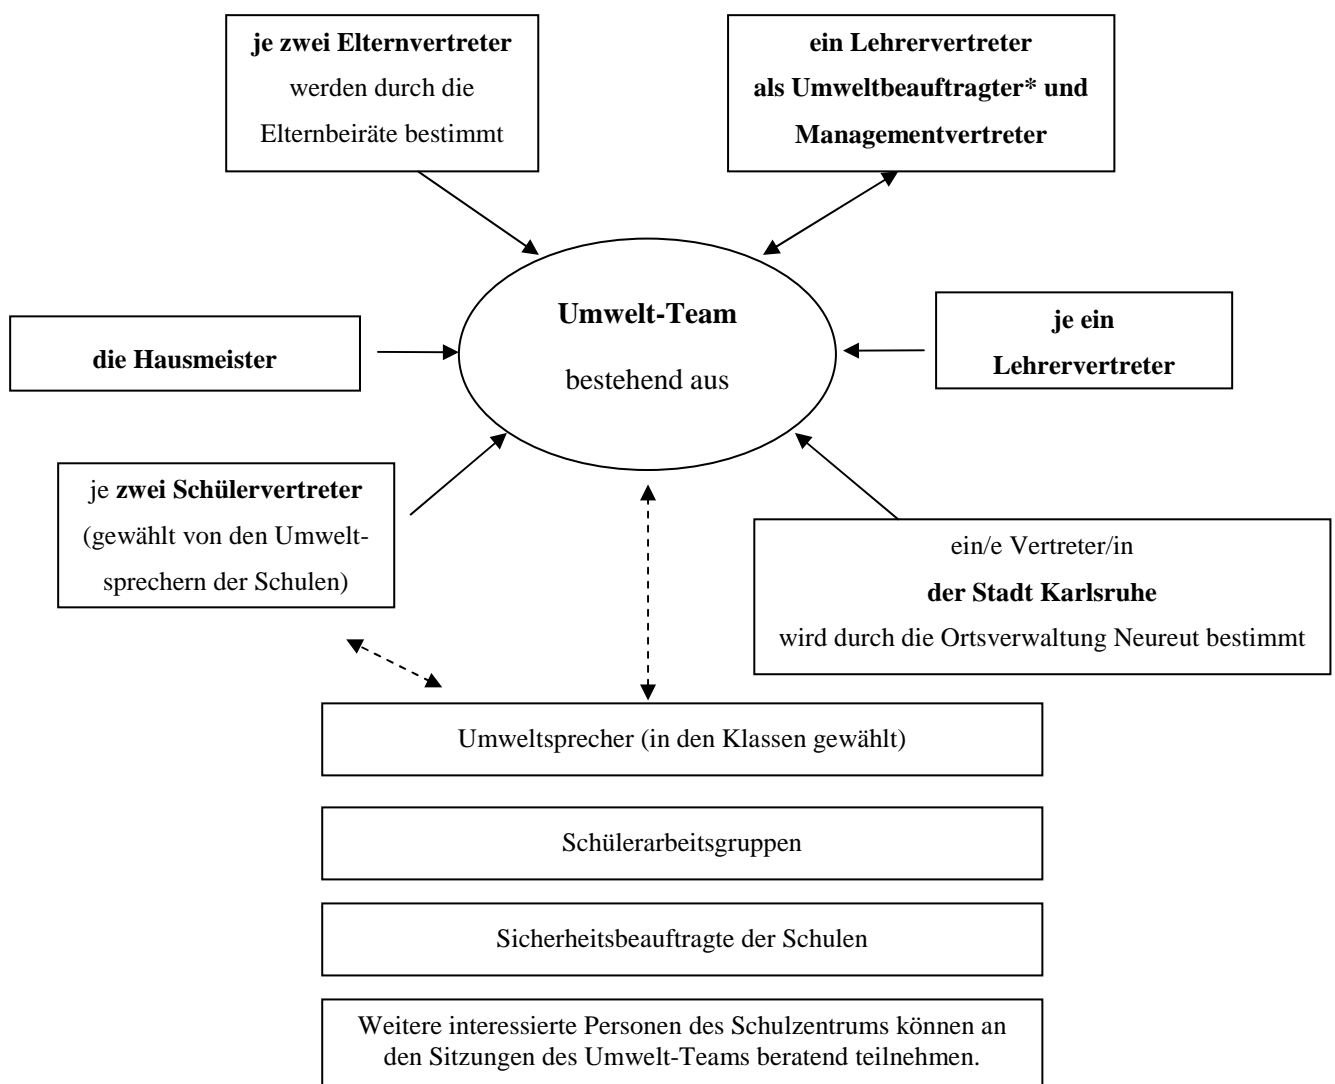 je zwei Elternvertreter
werden durch die
Elternbeiräte bestimmt
ein Lehrervertreter
als Umweltbeauftragter* und
Managementvertreter
Umwelt-Team
bestehend aus
die Hausmeister
je ein
Lehrervertreter
je zwei Schülervertreter
(gewählt von den Umwelt-
sprechern der Schulen)
ein/e Vertreter/in
der Stadt Karlsruhe
wird durch die Ortsverwaltung Neureut bestimmt
Umweltsprecher (in den Klassen gewählt)
Schülerarbeitsgruppen
Sicherheitsbeauftragte der Schulen
Weitere interessierte Personen des Schulzentrums können an
den Sitzungen des Umwelt-Teams beratend teilnehmen.